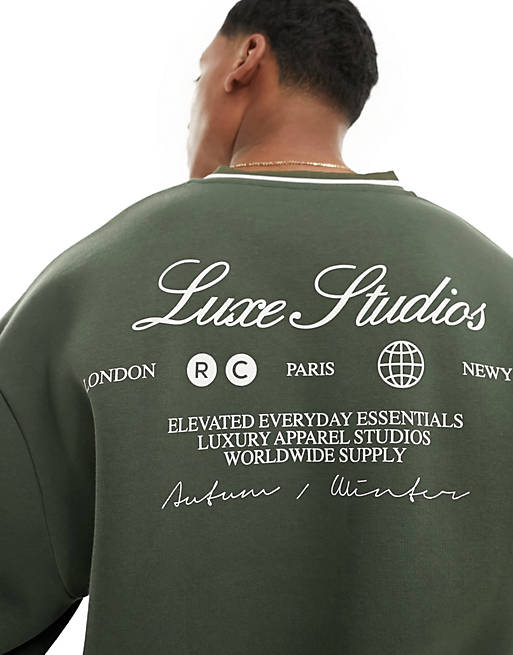 Luxe Studios
LONDON R C PARIS NEWY
ELEVATED EVERYDAY ESSENTIALS
LUXURY APPAREL STUDIOS
WORLDWIDE SUPPLY
Autumn / Winter